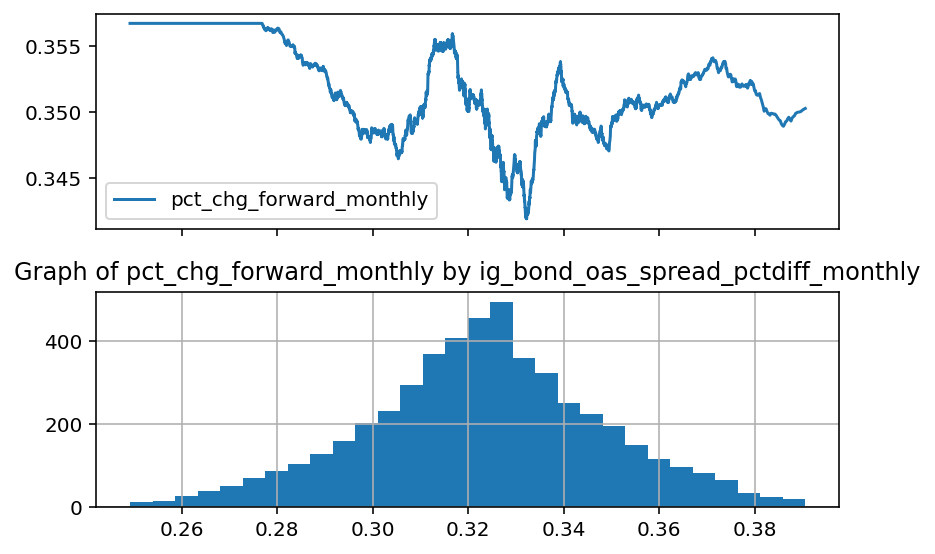 0.355
0.350
0.345
pct_chg_forward_monthly
Graph of pct_chg_forward_monthly by ig_bond_oas_spread_pctdiff_monthly
400
200
0
0.26 0.28 0.30 0.32 0.34 0.36 0.38